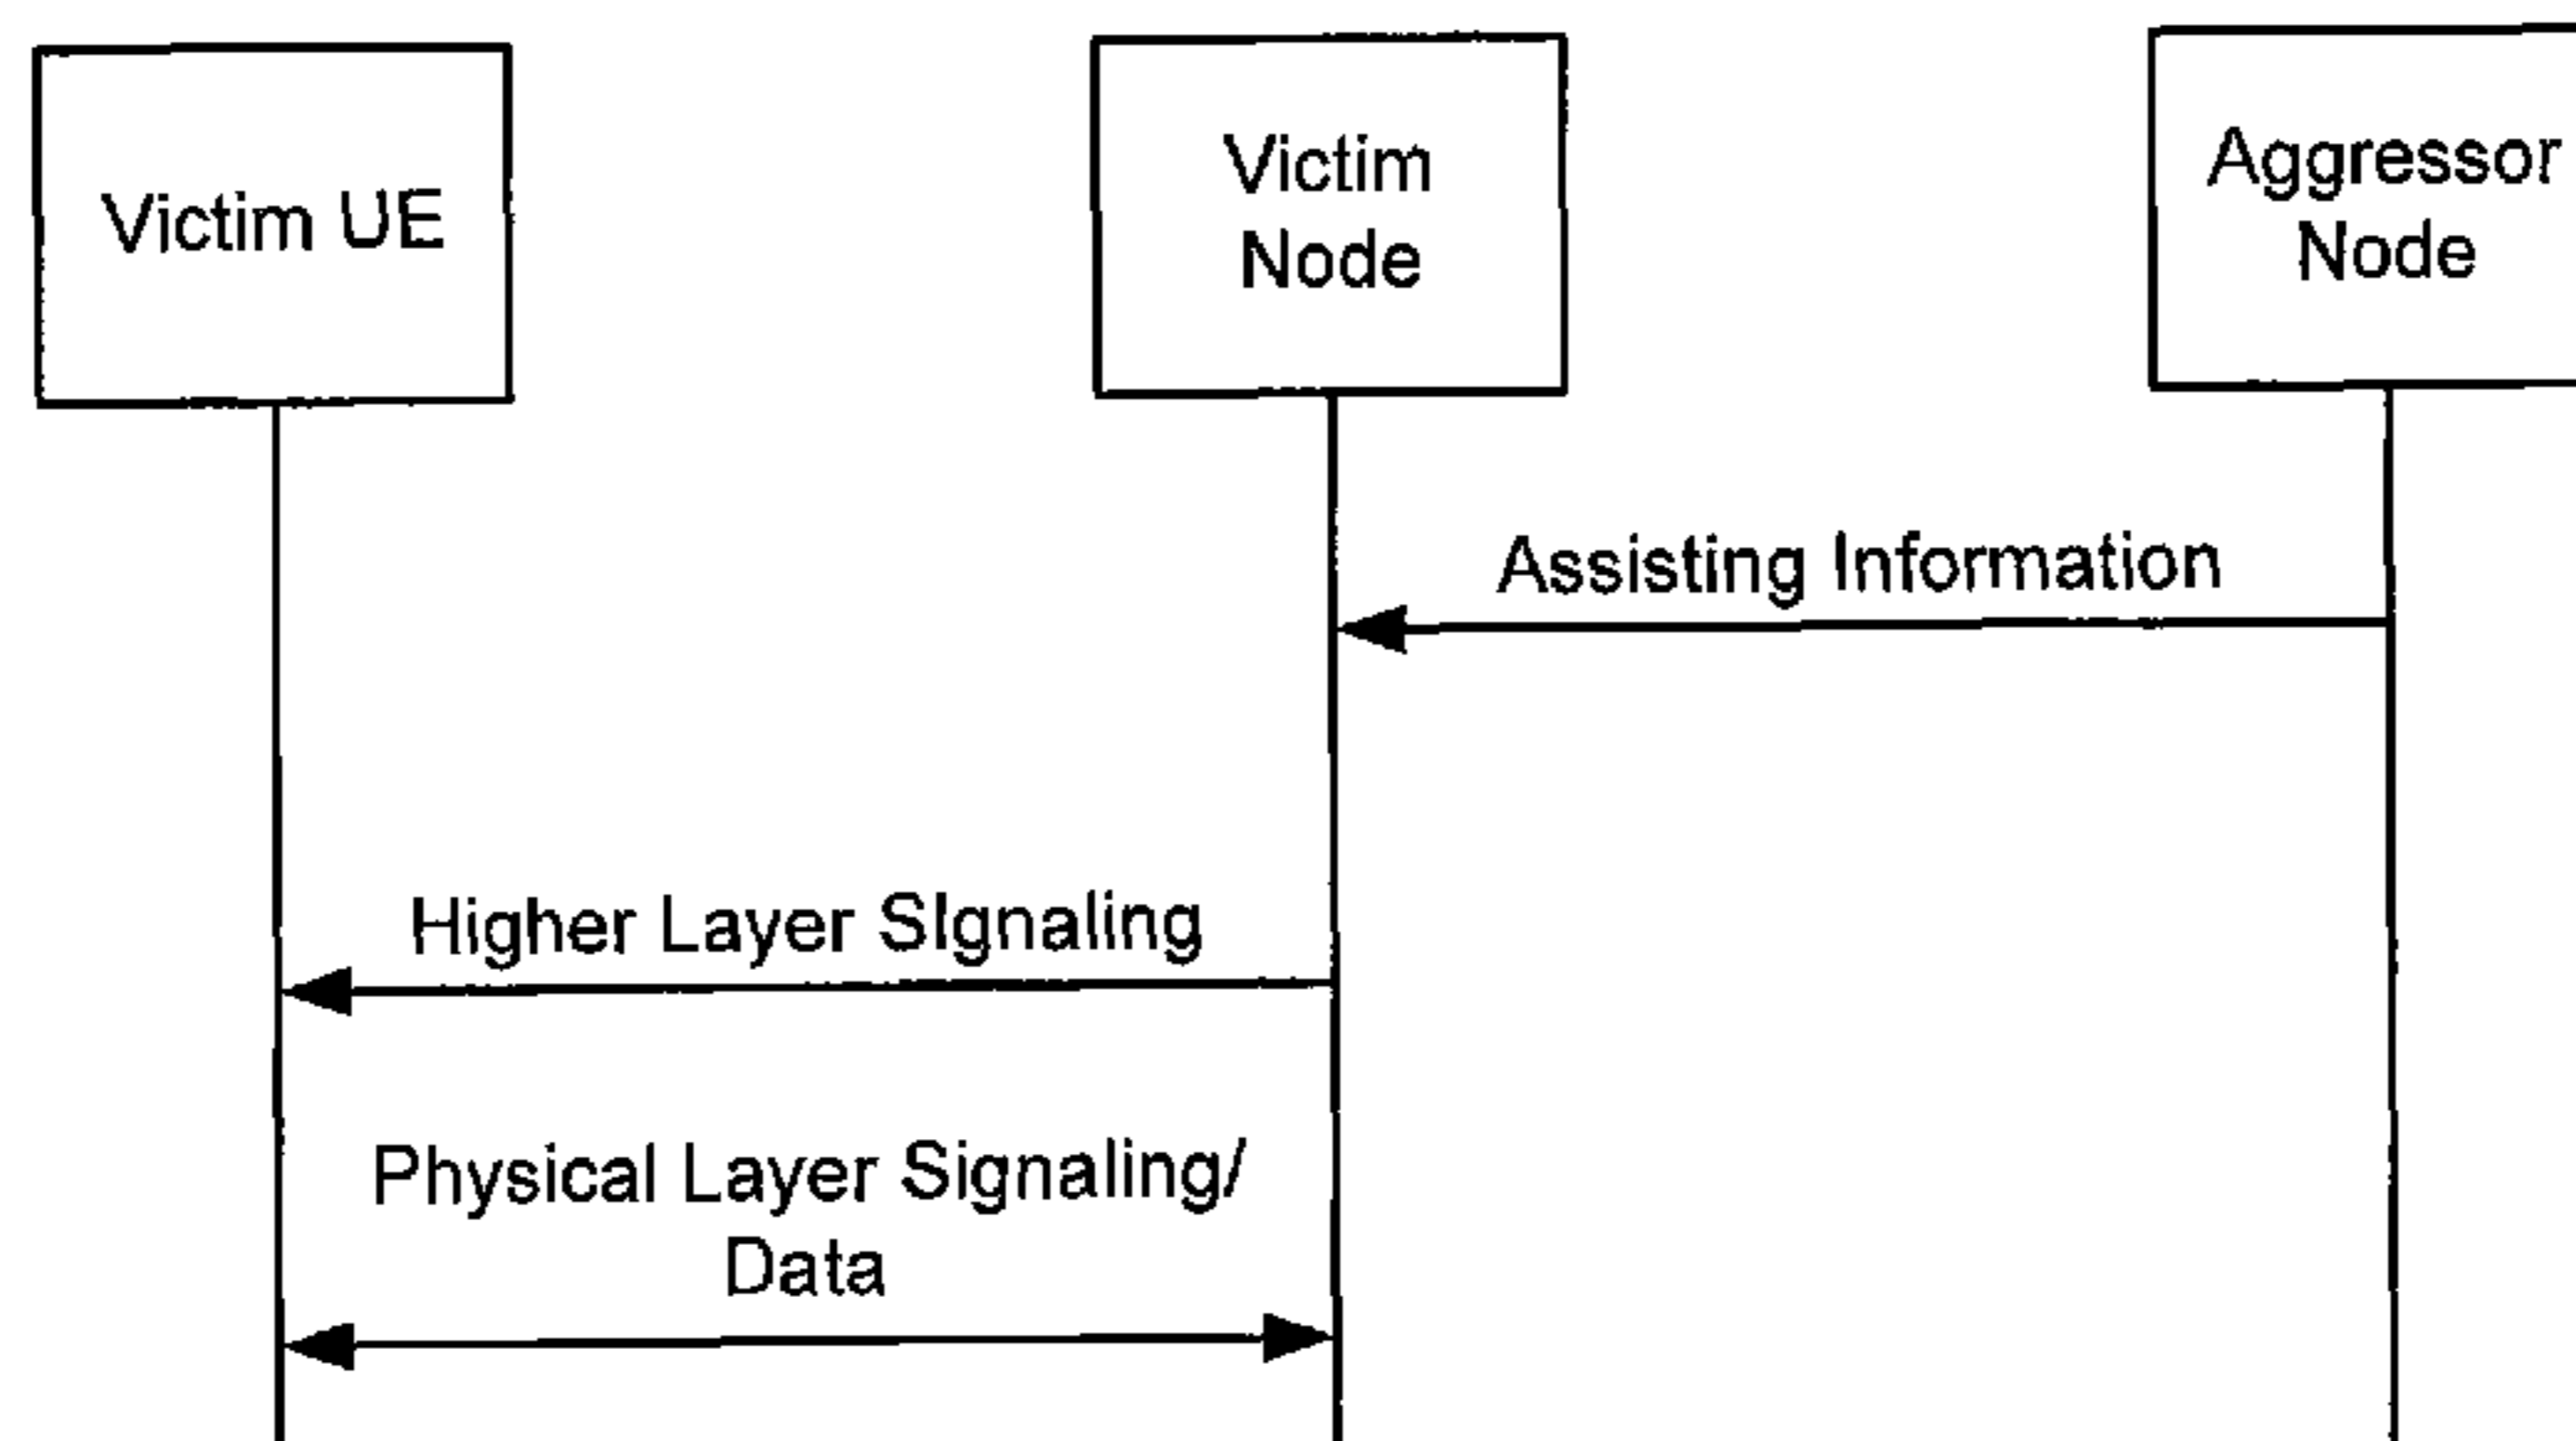 Victim UE
Victim
Node
Aggressor
Node
Assisting Information
Higher Layer SIgnaling
Physical Layer Signaling/
Data